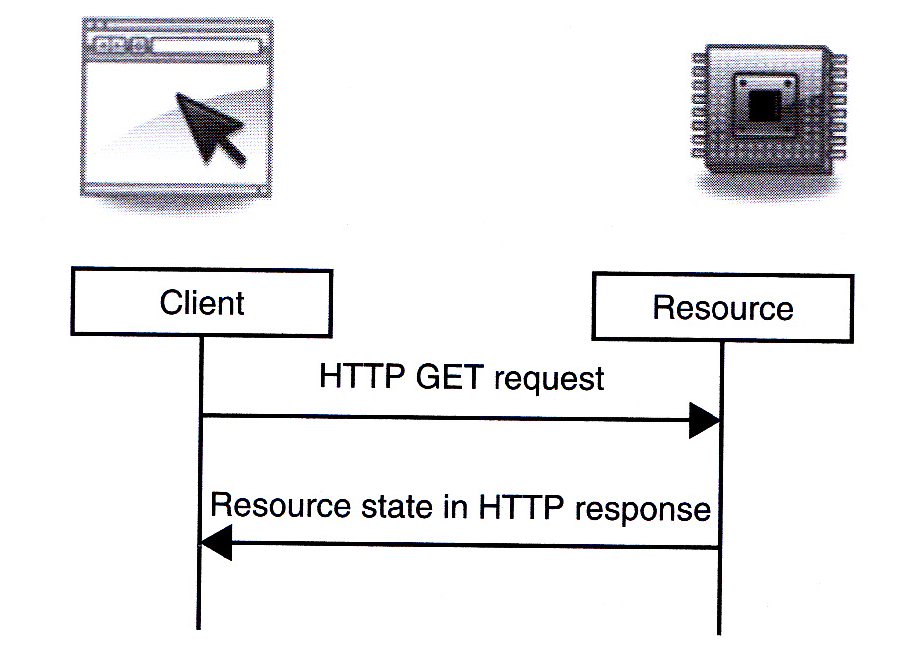 Client
Resource
HTTP GET request
Resource state in HTTP response